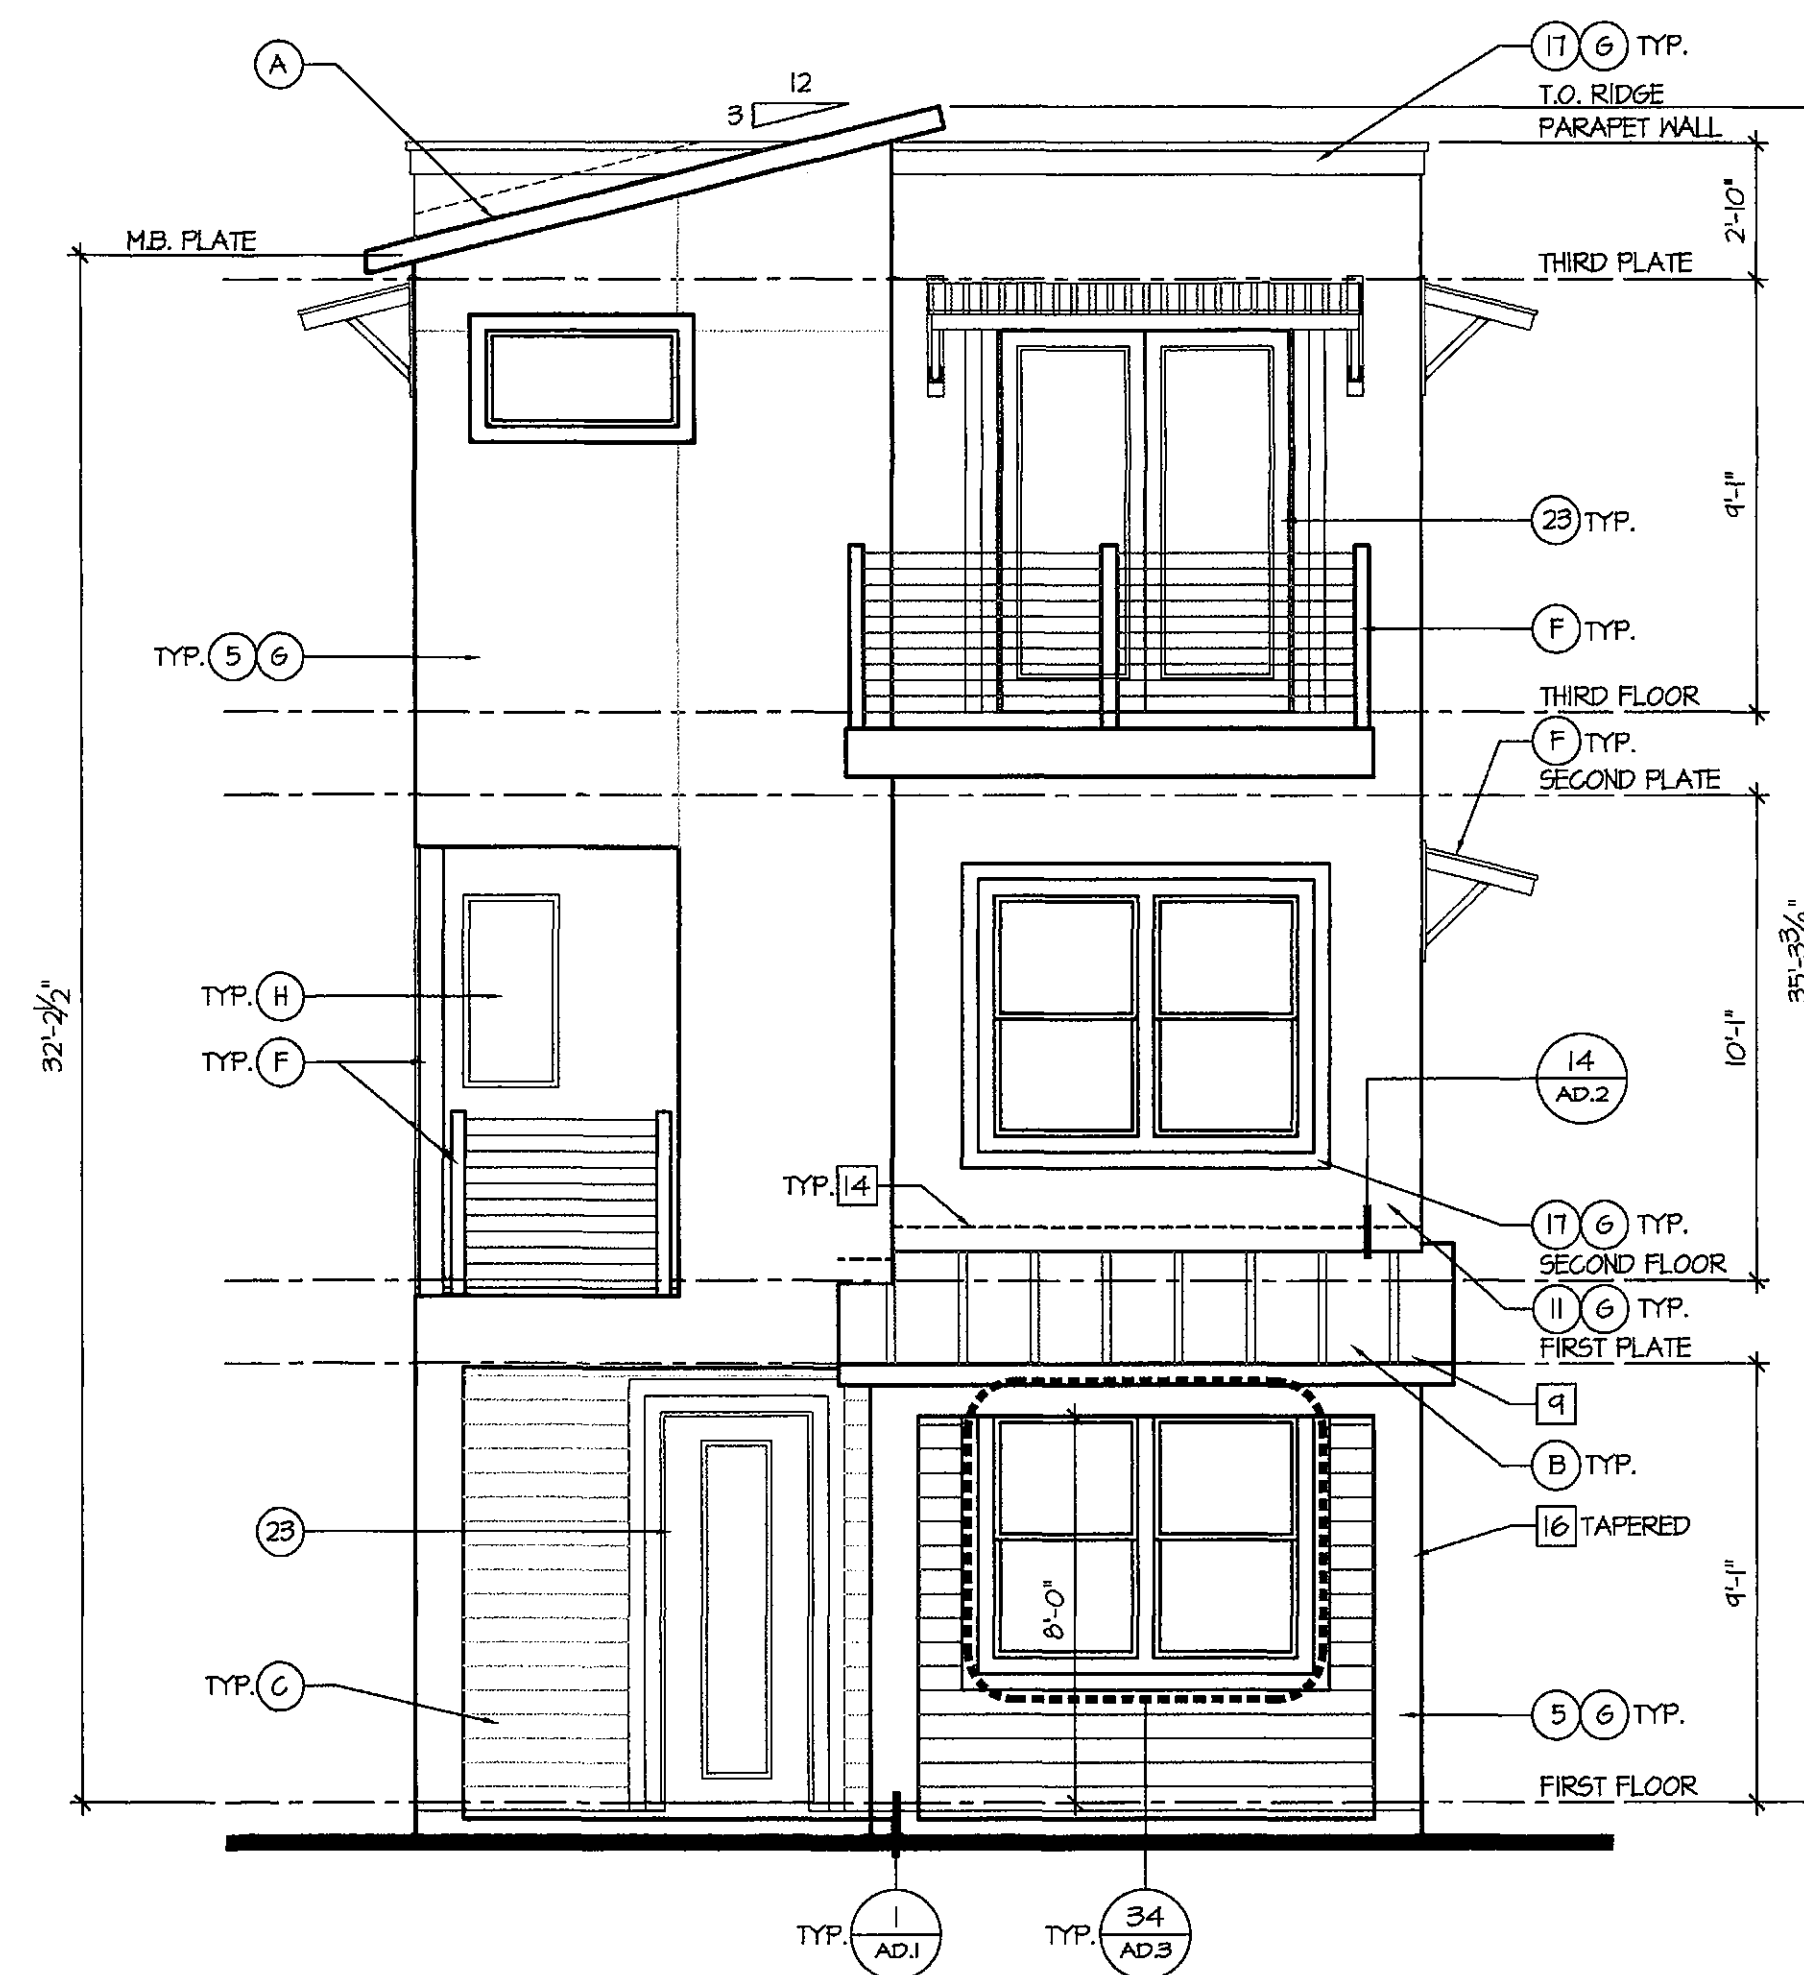 A
12
3
17 G TYP.
T.O. RIDGE
PARAPET WALL
2'-10"
M.B. PLATE
THIRD PLATE
9'-1"
23 TYP.
F TYP.
TYP. 5 G
THIRD FLOOR
F TYP.
SECOND PLATE
32'-2½"
TYP. H
TYP. F
10'-1"
14
AD.2
TYP. 14
17 G TYP.
SECOND FLOOR
11 G TYP.
FIRST PLATE
9
B TYP.
16 TAPERED
23
8'-0"
9'-1"
TYP. C
5 G TYP.
FIRST FLOOR
TYP. 1
AD.1
TYP. 34
AD.3